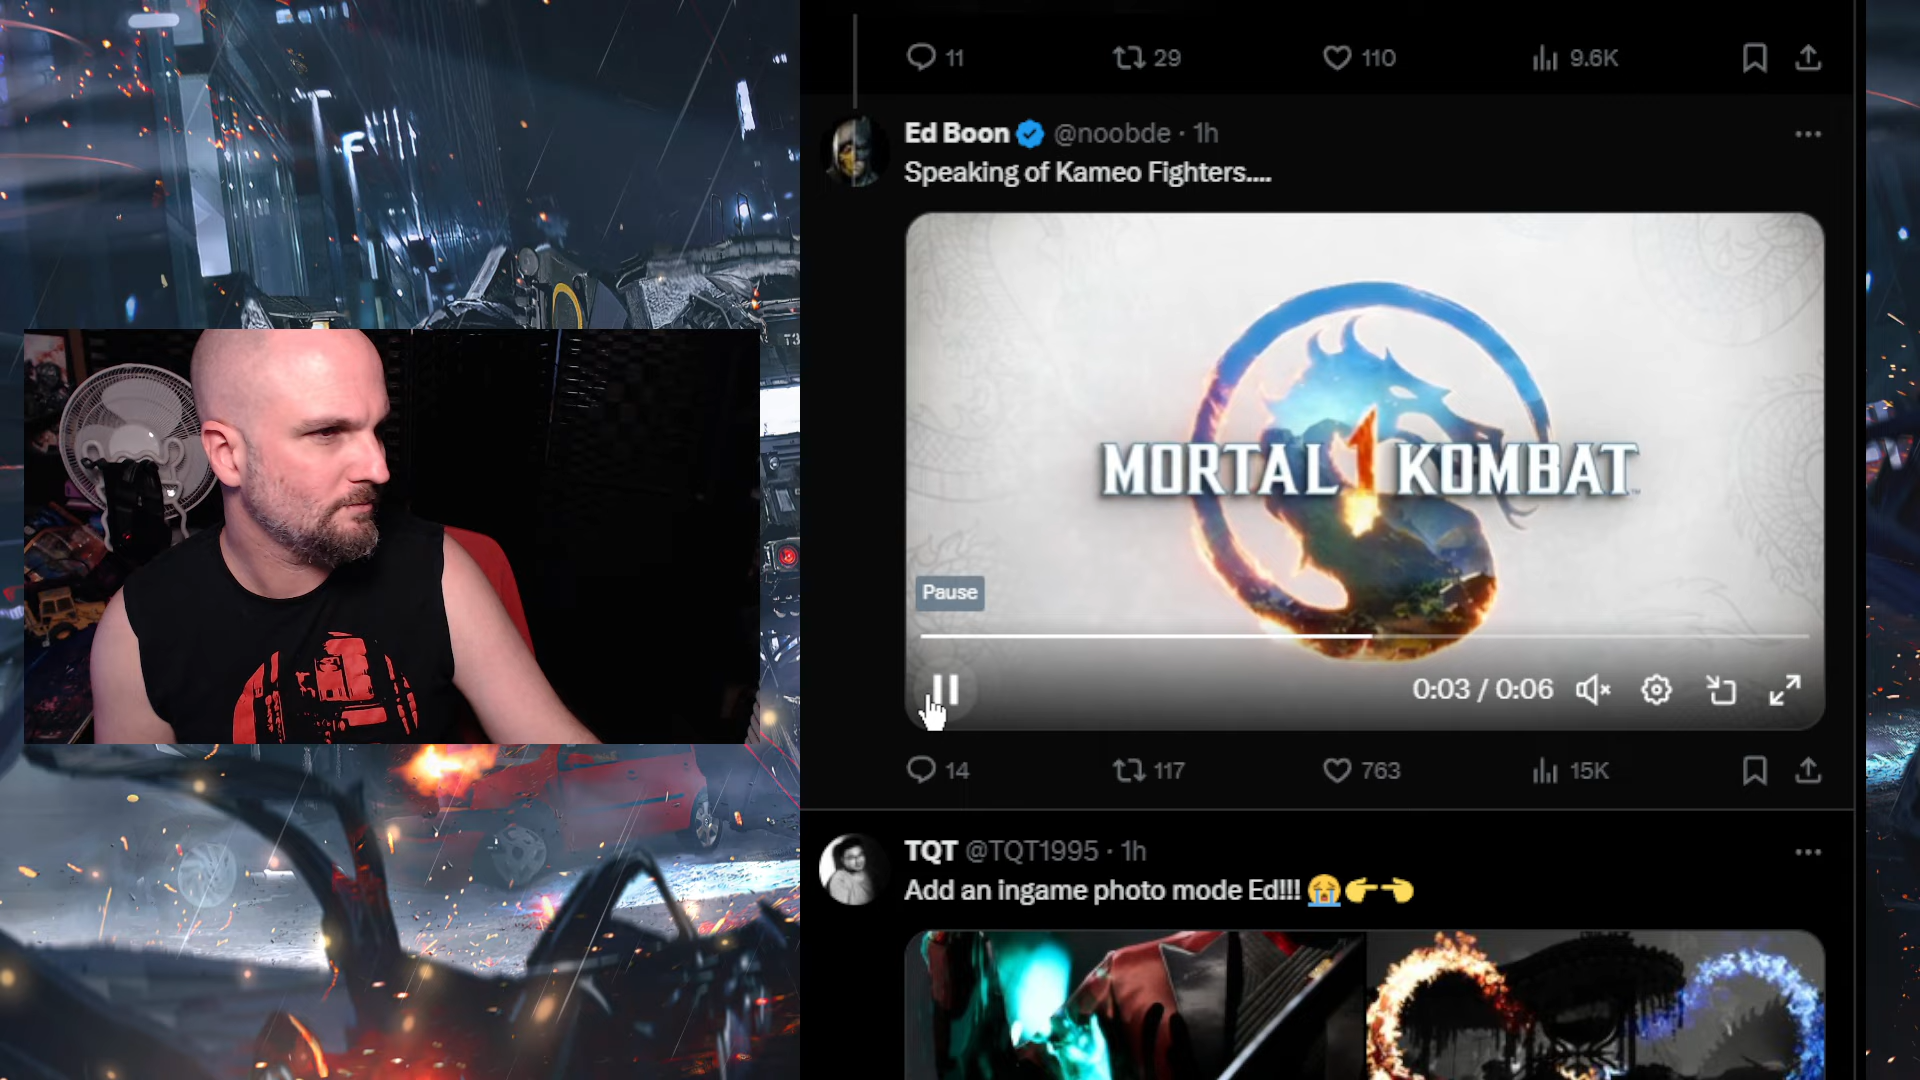 11 29 110 9.6K
Ed Boon @noobde · 1h
Speaking of Kameo Fighters....
MORTAL 1 KOMBAT
Pause
0:03 / 0:06
14 117 763 15K
TQT @TQT1995 · 1h
Add an ingame photo mode Ed!!! 😭👉👈
T3